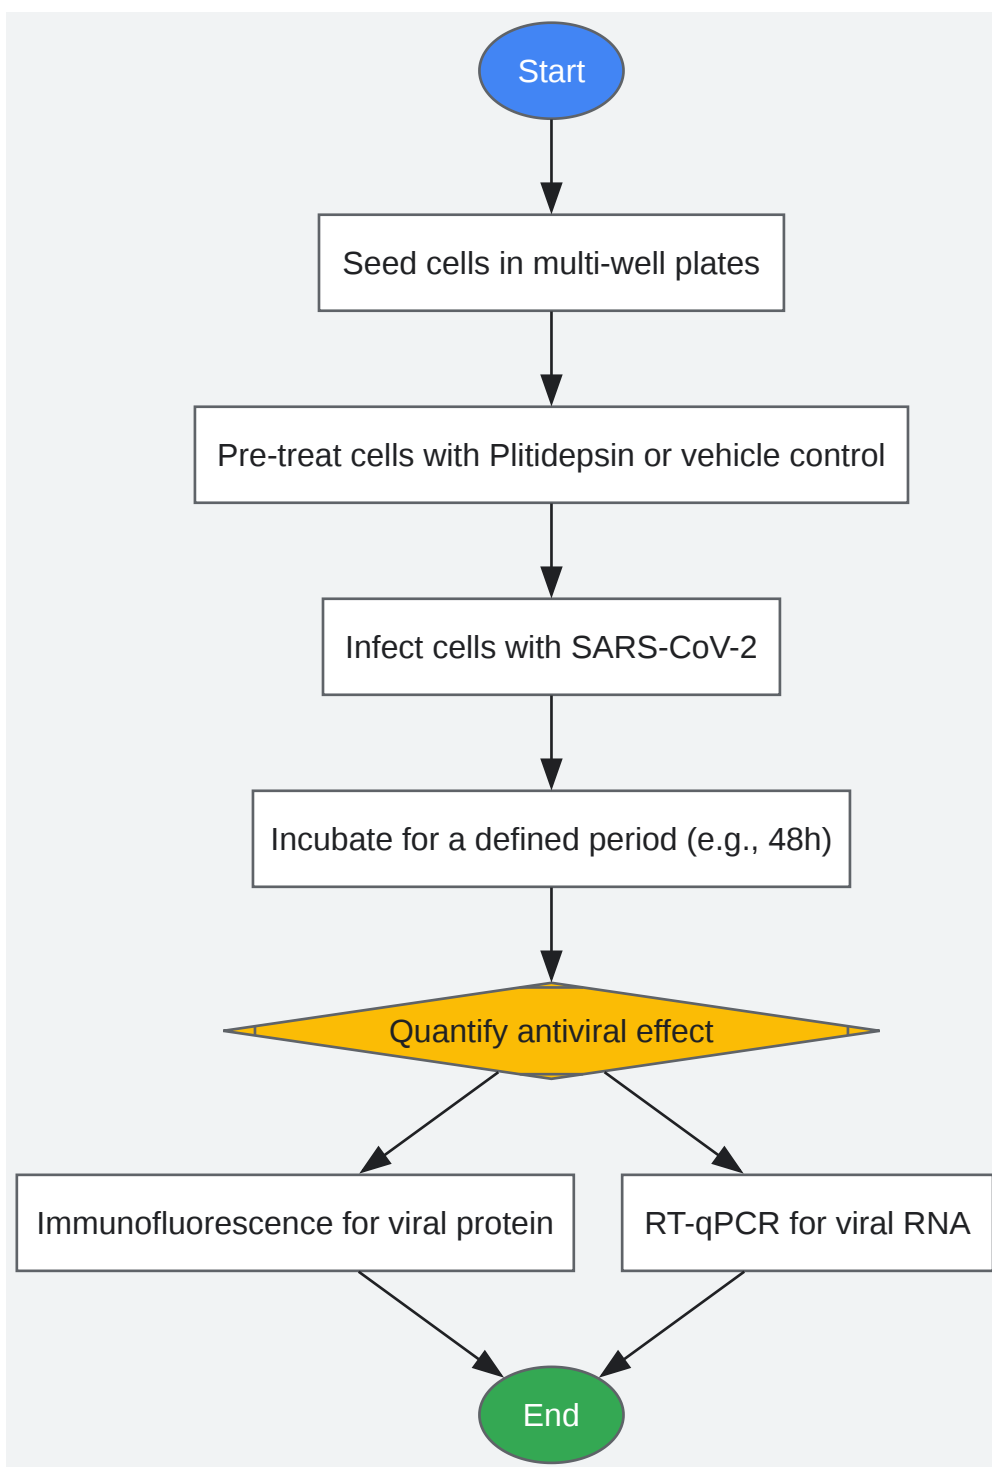 Start
Seed cells in multi-well plates
Pre-treat cells with Plitidepsin or vehicle control
Infect cells with SARS-CoV-2
Incubate for a defined period (e.g., 48h)
Quantify antiviral effect
Immunofluorescence for viral protein
RT-qPCR for viral RNA
End